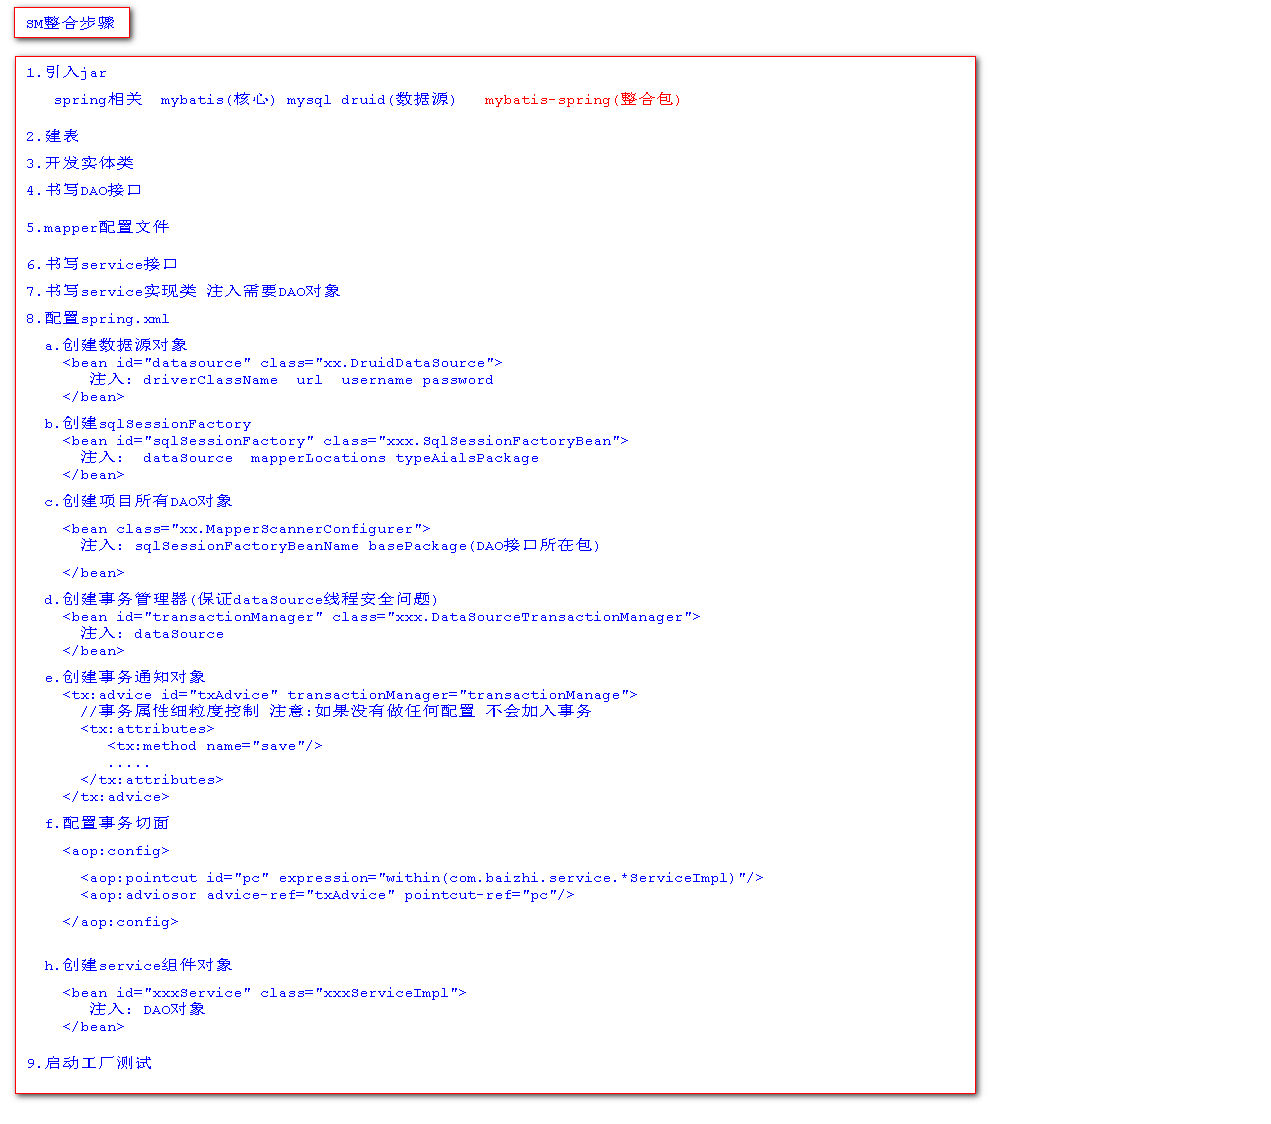 SM整合步骤
1.引入jar
spring相关  mybatis(核心) mysql druid(数据源)   mybatis-spring(整合包)
2.建表
3.开发实体类
4.书写DAO接口
5.mapper配置文件
6.书写service接口
7.书写service实现类 注入需要DAO对象
8.配置spring.xml
a.创建数据源对象
<bean id="datasource" class="xx.DruidDataSource">
注入: driverClassName  url  username password
</bean>
b.创建sqlSessionFactory
<bean id="sqlSessionFactory" class="xxx.SqlSessionFactoryBean">
注入:  dataSource  mapperLocations typeAialsPackage
</bean>
c.创建项目所有DAO对象
<bean class="xx.MapperScannerConfigurer">
注入: sqlSessionFactoryBeanName basePackage(DAO接口所在包)
</bean>
d.创建事务管理器(保证dataSource线程安全问题)
<bean id="transactionManager" class="xxx.DataSourceTransactionManager">
注入: dataSource
</bean>
e.创建事务通知对象
<tx:advice id="txAdvice" transactionManager="transactionManage">
//事务属性细粒度控制 注意:如果没有做任何配置 不会加入事务
<tx:attributes>
<tx:method name="save"/>
.....
</tx:attributes>
</tx:advice>
f.配置事务切面
<aop:config>
<aop:pointcut id="pc" expression="within(com.baizhi.service.*ServiceImpl)"/>
<aop:adviosor advice-ref="txAdvice" pointcut-ref="pc"/>
</aop:config>
h.创建service组件对象
<bean id="xxxService" class="xxxServiceImpl">
注入: DAO对象
</bean>
9.启动工厂测试